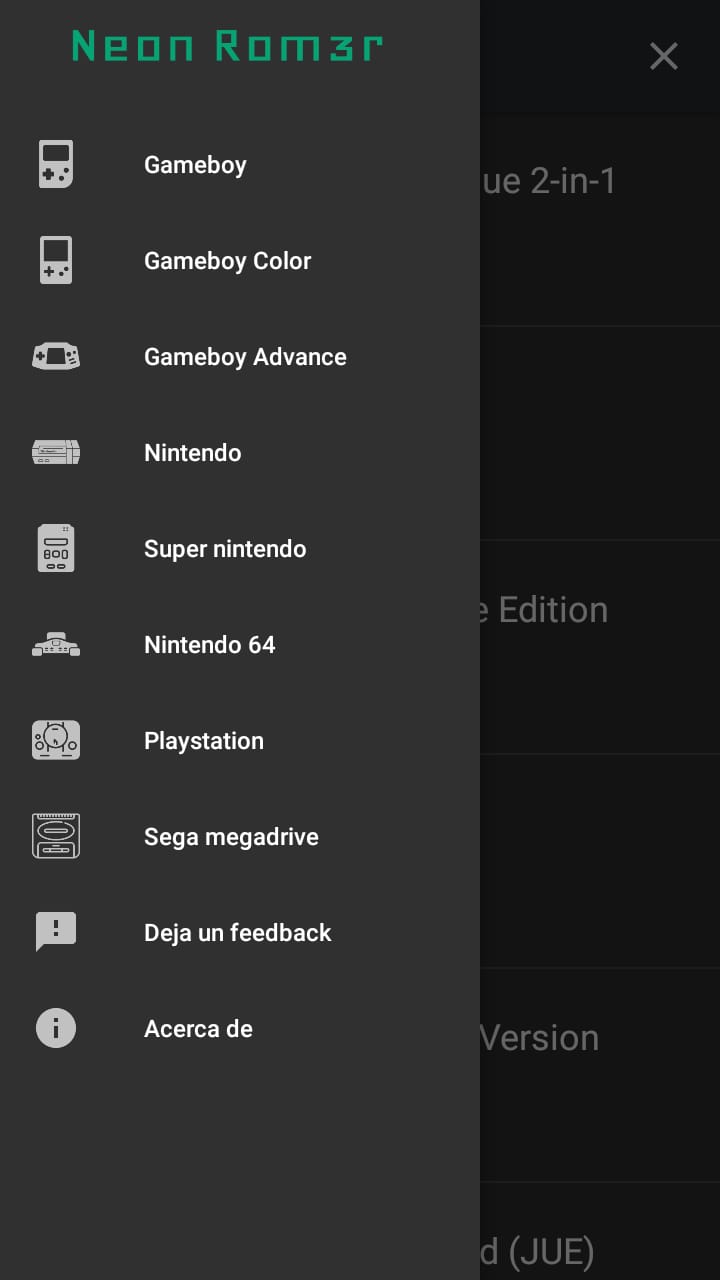 Neon Rom3r
ue 2-in-1
Gameboy
Gameboy Color
Gameboy Advance
Nintendo
Super nintendo
e Edition
Nintendo 64
Playstation
Sega megadrive
Deja un feedback
Acerca de
Version
d (JUE)